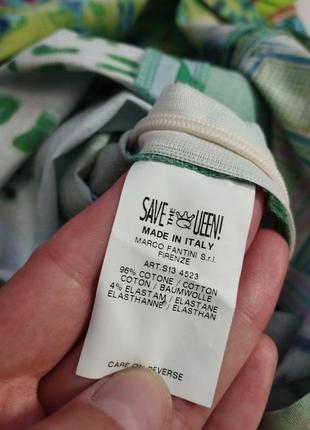 SAVE THE QUEEN!
MADE IN ITALY
MARCO FANTINI S.r.l.
FIRENZE
ART.S13 4523
96% COTONE / COTTON
COTTON / BAUMWOLLE
4% ELASTAM / ELASTANE
ELASTHANNE / ELASTHAN
CARE ON REVERSE